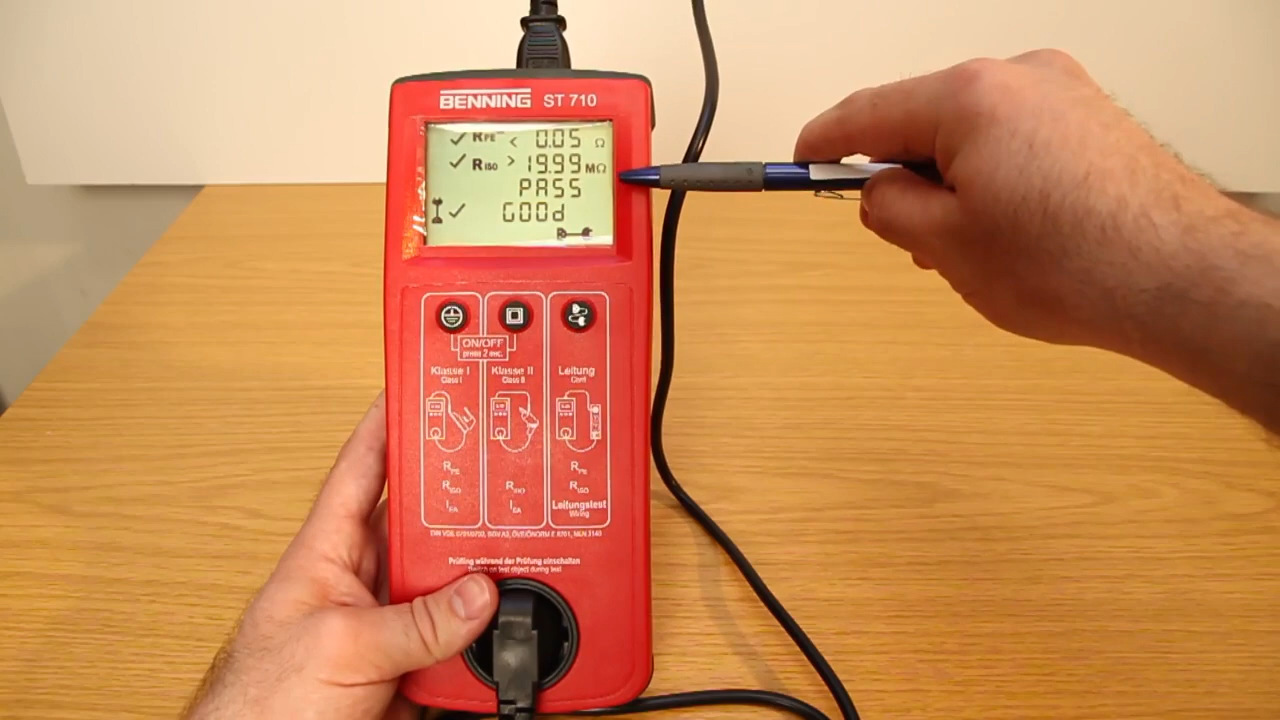 BENNING ST 710
RPE < 0.05 Ω
RISO > 19.99 MΩ
PASS
GOOd
ON/OFF
press 2 sec.
Klasse I Klasse II Leitung
Class I Class II Cord
RPE RPE
RISO RISO RISO
IEA IEA Leitungstest
Wiring
Prüfling während der Prüfung einschalten
Switch on test object during test